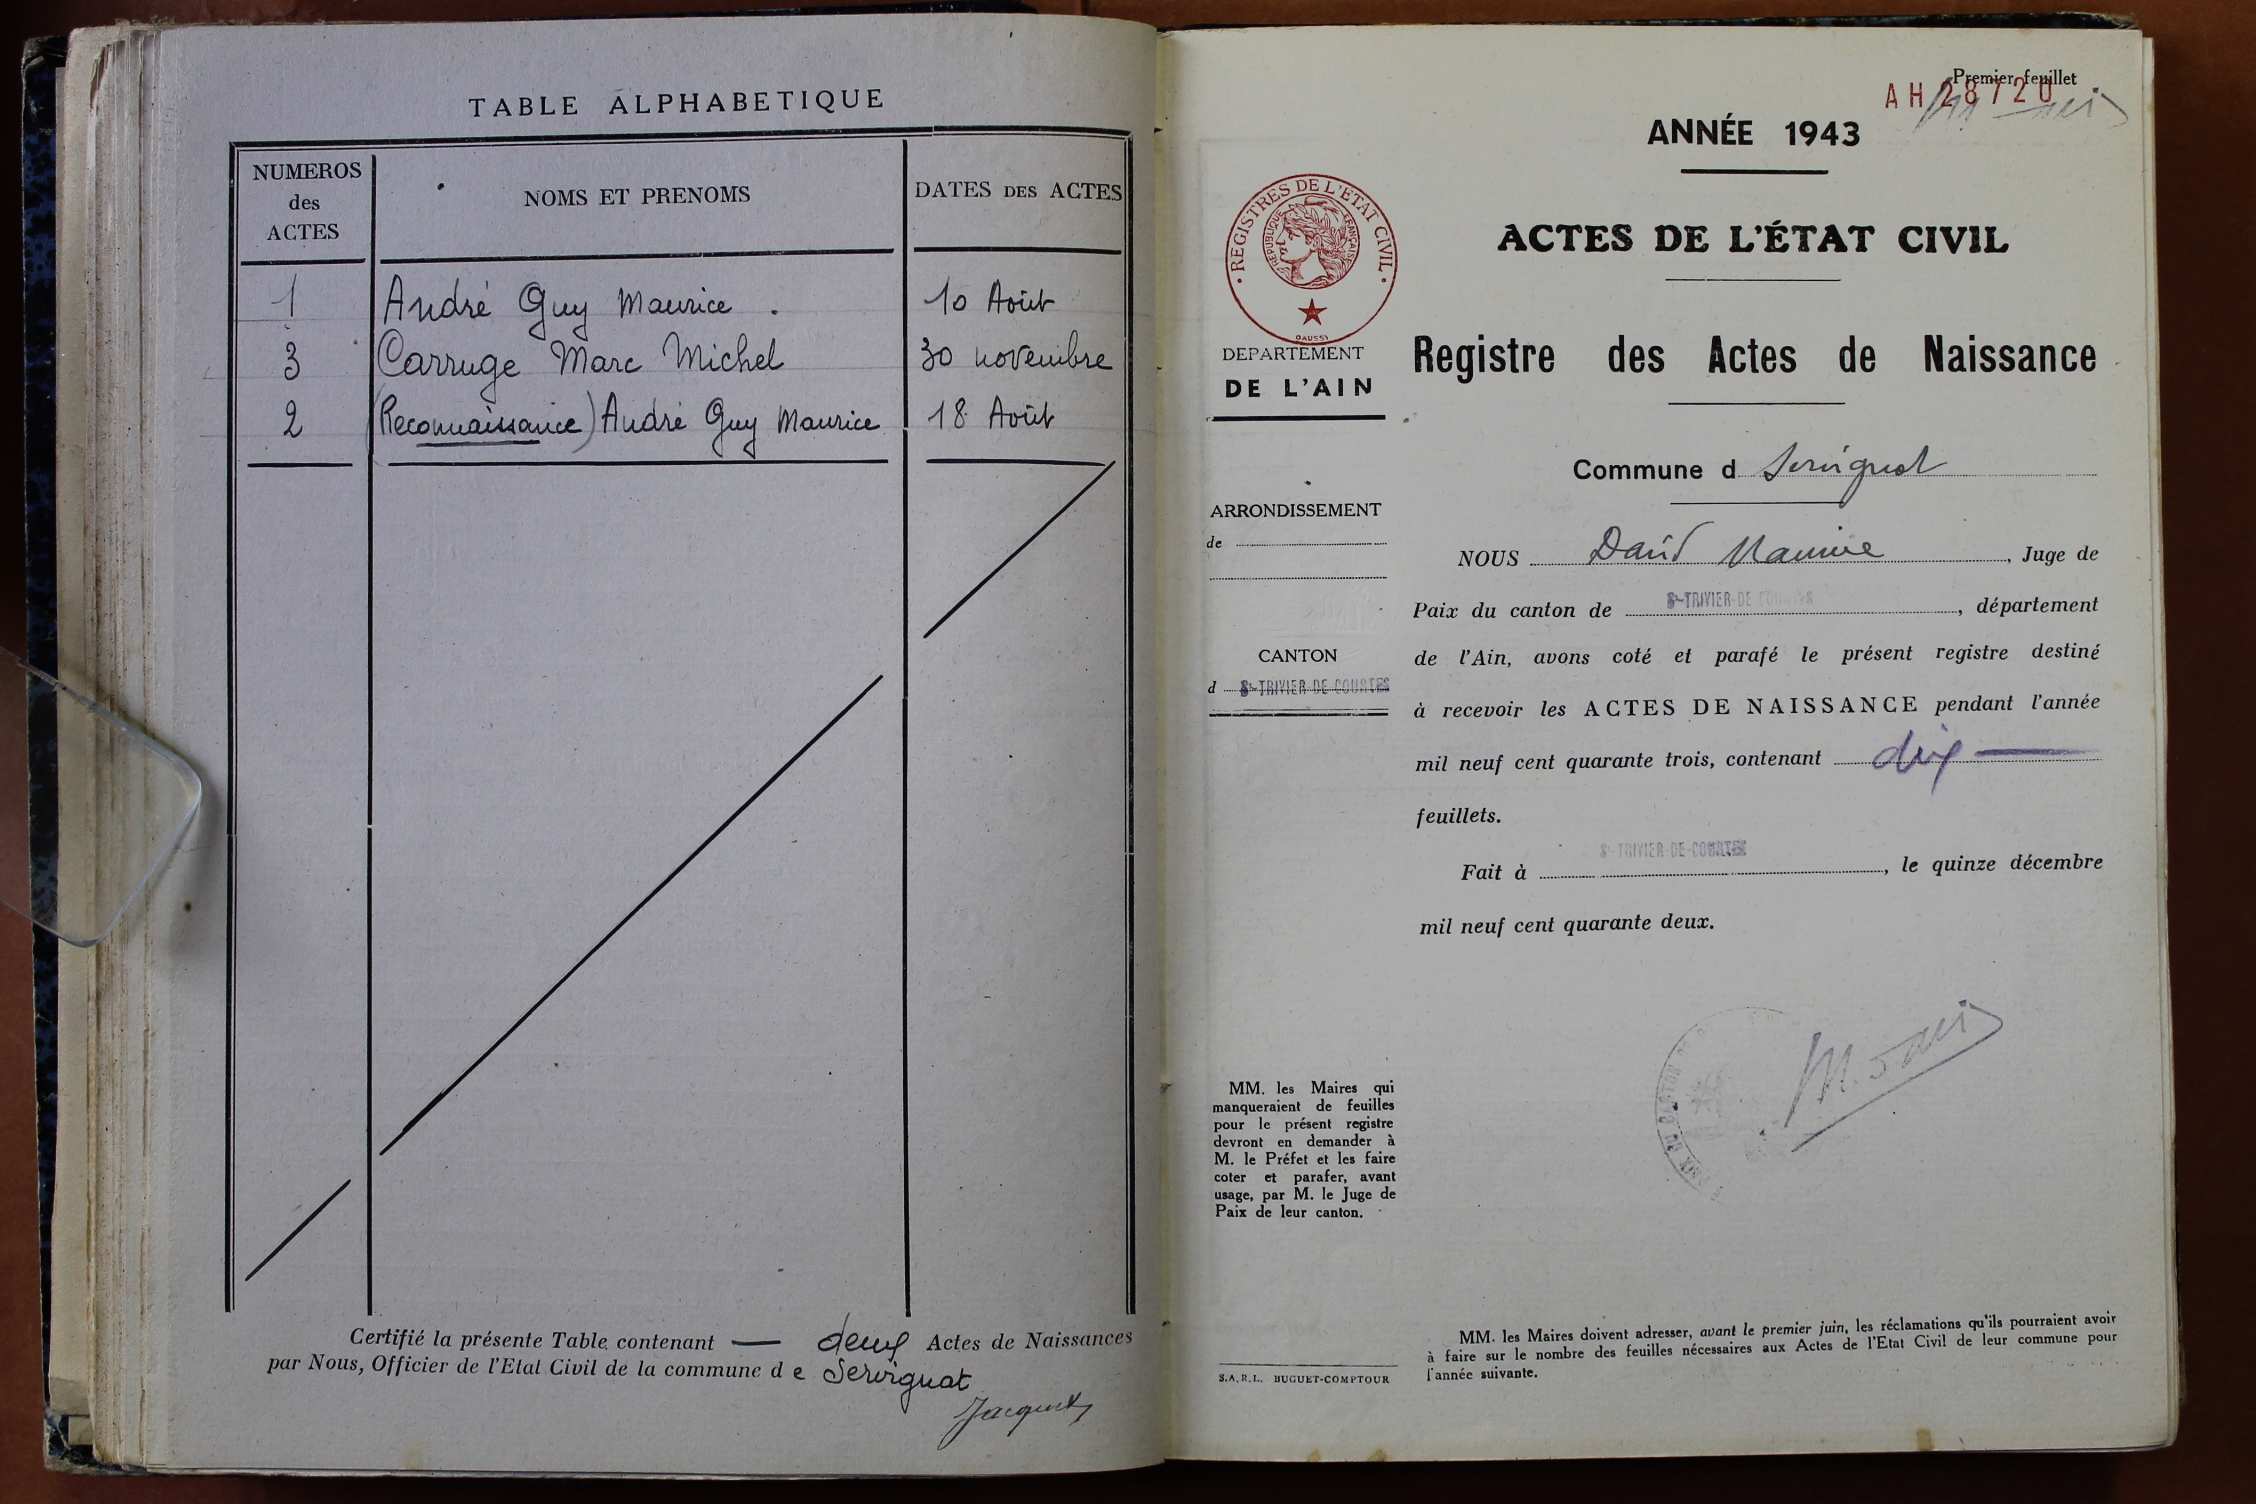 TABLE ALPHABETIQUE
NUMEROS des ACTES
NOMS ET PRENOMS
DATES DES ACTES
1 André Guy Maurice . 10 Août
3 Carruge Marc Michel 30 novembre
2 (Reconnaissance) André Guy Maurice 18 Août
Certifié la présente Table contenant — deux Actes de Naissances
par Nous, Officier de l'Etat Civil de la commune d e Servignat
Jacquet
Premier feuillet
AH 28720
ANNÉE 1943
ACTES DE L'ÉTAT CIVIL
Registre des Actes de Naissance
REGISTRES DE L'ETAT CIVIL
REPUBLIQUE FRANÇAISE
DAUSSY
DEPARTEMENT
DE L'AIN
Commune d Servignat
ARRONDISSEMENT
de
CANTON
d St-TRIVIER-DE-COURTES
NOUS David Maurice, Juge de
Paix du canton de St-TRIVIER-DE-COURTES, département
de l'Ain, avons coté et parafé le présent registre destiné
à recevoir les ACTES DE NAISSANCE pendant l'année
mil neuf cent quarante trois, contenant dix —
feuillets.
Fait à St-TRIVIER-DE-COURTES, le quinze décembre
mil neuf cent quarante deux.
MM. les Maires qui
manqueraient de feuilles
pour le présent registre
devront en demander à
M. le Préfet et les faire
coter et parafer, avant
usage, par M. le Juge de
Paix de leur canton.
MM. les Maires doivent adresser, avant le premier juin, les réclamations qu'ils pourraient avoir
à faire sur le nombre des feuilles nécessaires aux Actes de l'Etat Civil de leur commune pour
l'année suivante.
S.A.R.L. BUGUET-COMPTOUR